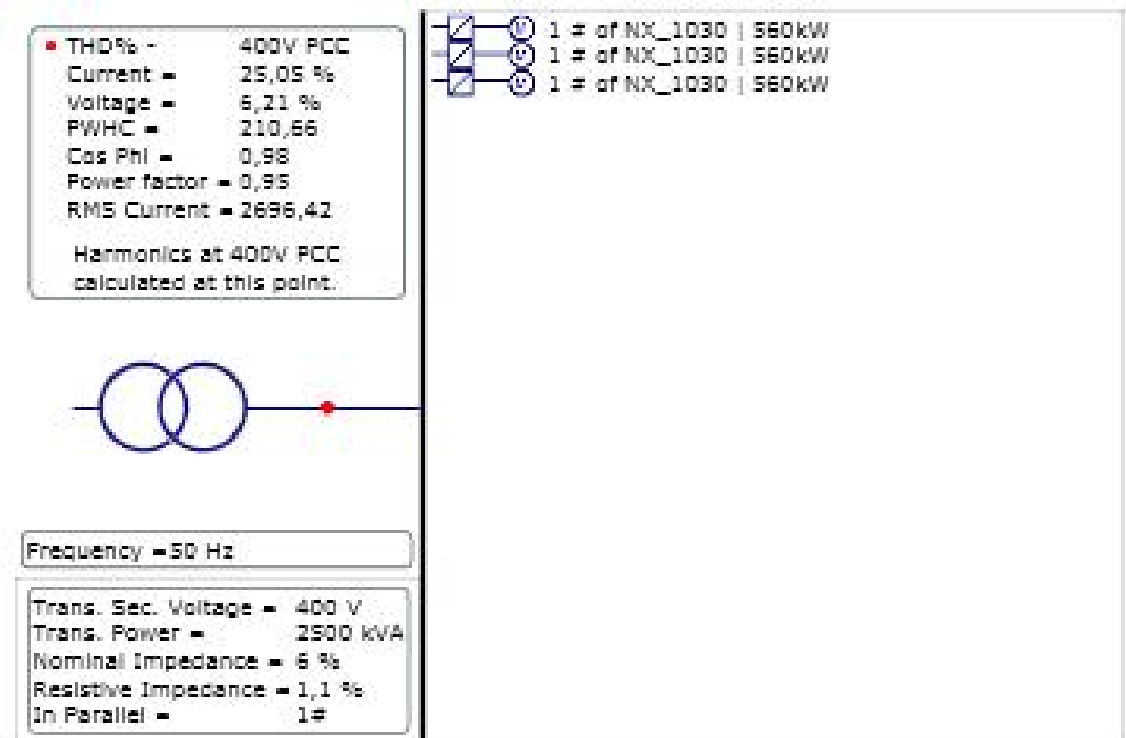 THD% - 400V PCC
Current = 25,05 %
Voltage = 6,21 %
PWHC = 210,66
Cos Phi = 0,98
Power factor = 0,95
RMS Current = 2696,42
Harmonics at 400V PCC
calculated at this point.
1 # of NX_1030 | 560kW
1 # of NX_1030 | 560kW
1 # of NX_1030 | 560kW
Frequency =50 Hz
Trans. Sec. Voltage = 400 V
Trans. Power = 2500 kVA
Nominal Impedance = 6 %
Resistive Impedance = 1,1 %
In Parallel = 1#